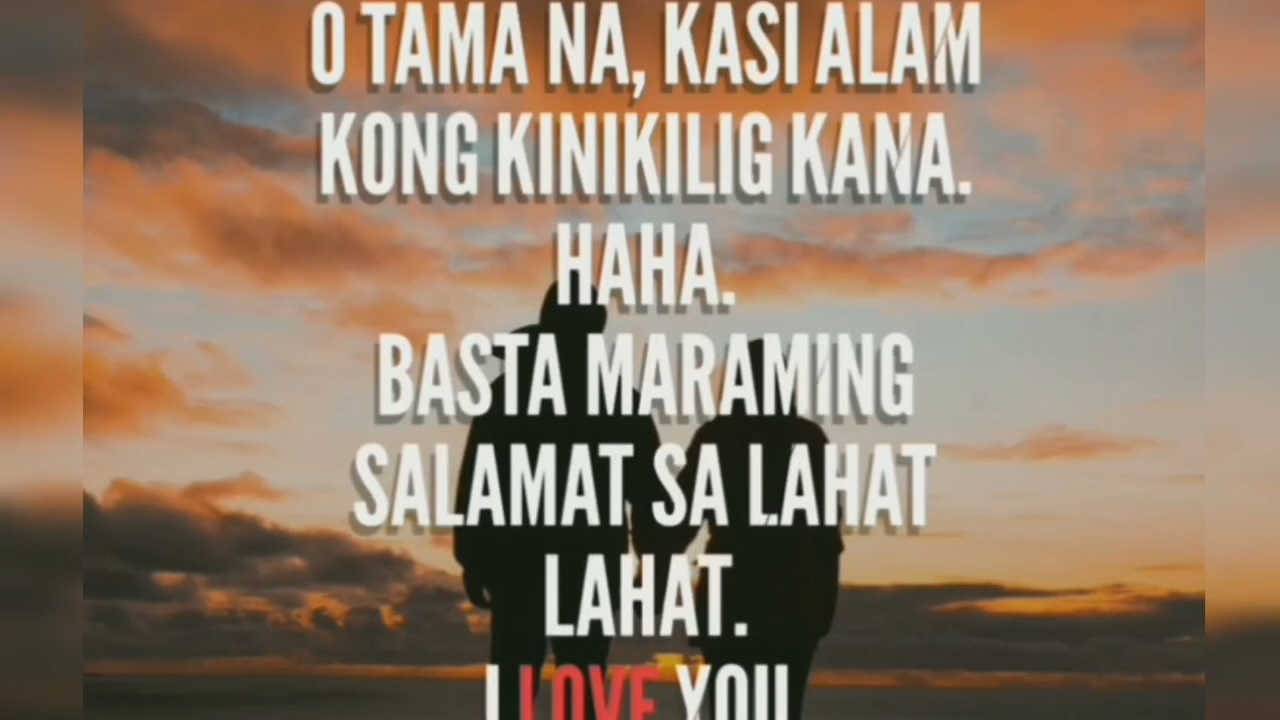 O TAMA NA, KASI ALAM
KONG KINIKILIG KANA.
HAHA.
BASTA MARAMING
SALAMAT SA LAHAT
LAHAT.
I LOVE YOU